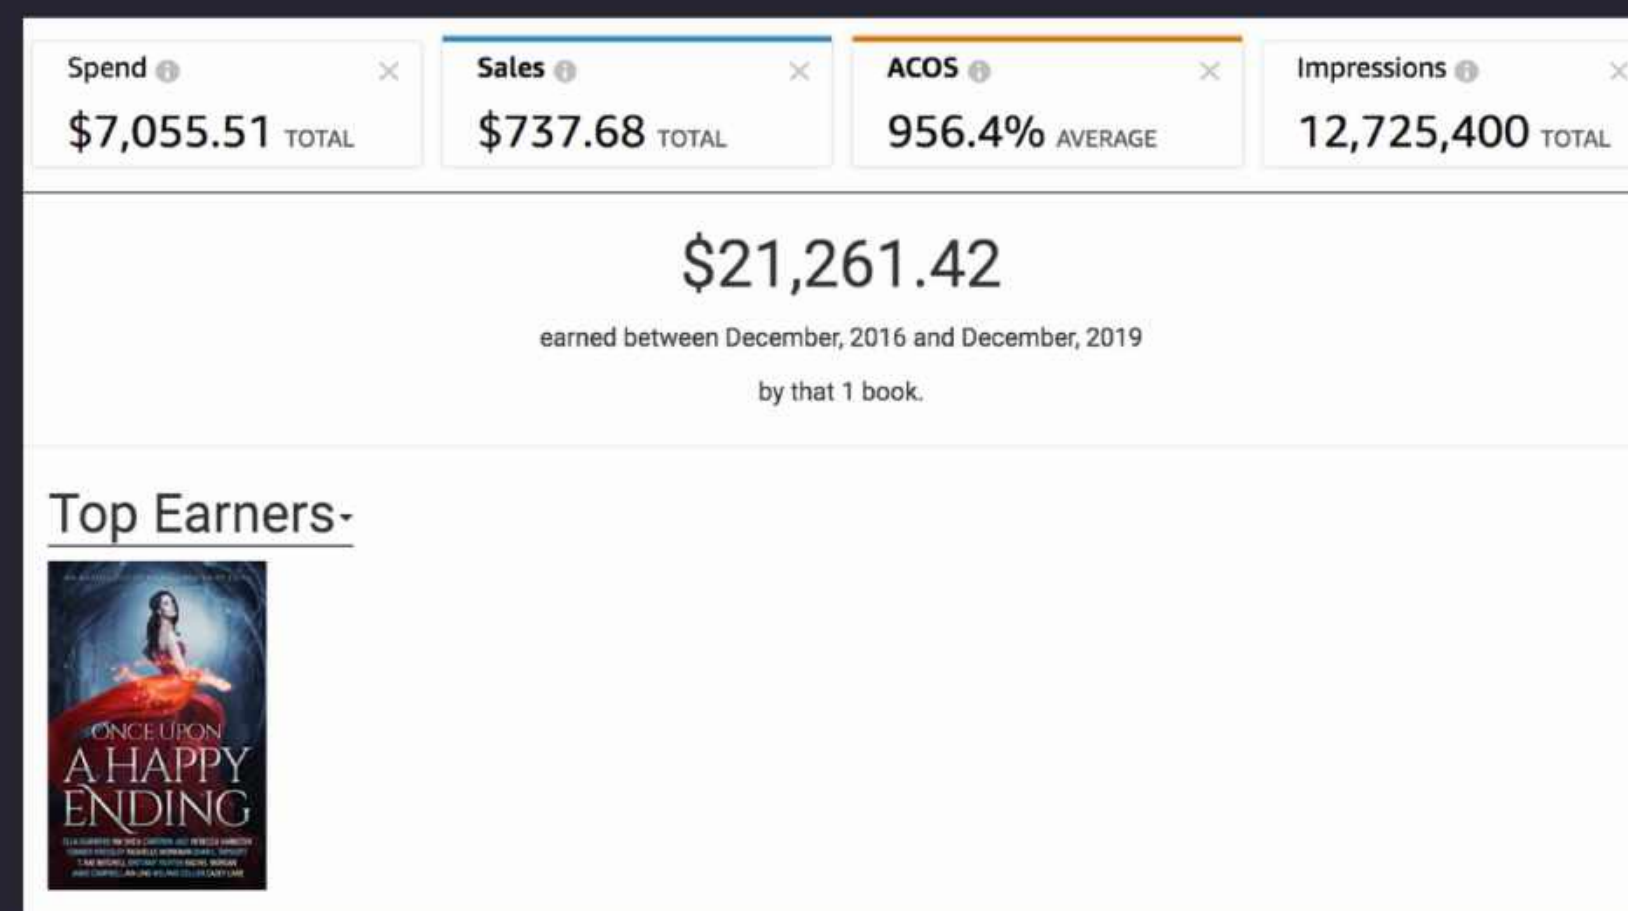 Spend
$7,055.51 TOTAL
Sales
$737.68 TOTAL
ACOS
956.4% AVERAGE
Impressions
12,725,400 TOTAL
$21,261.42
earned between December, 2016 and December, 2019
by that 1 book.
Top Earners
ONCE UPON
A HAPPY
ENDING